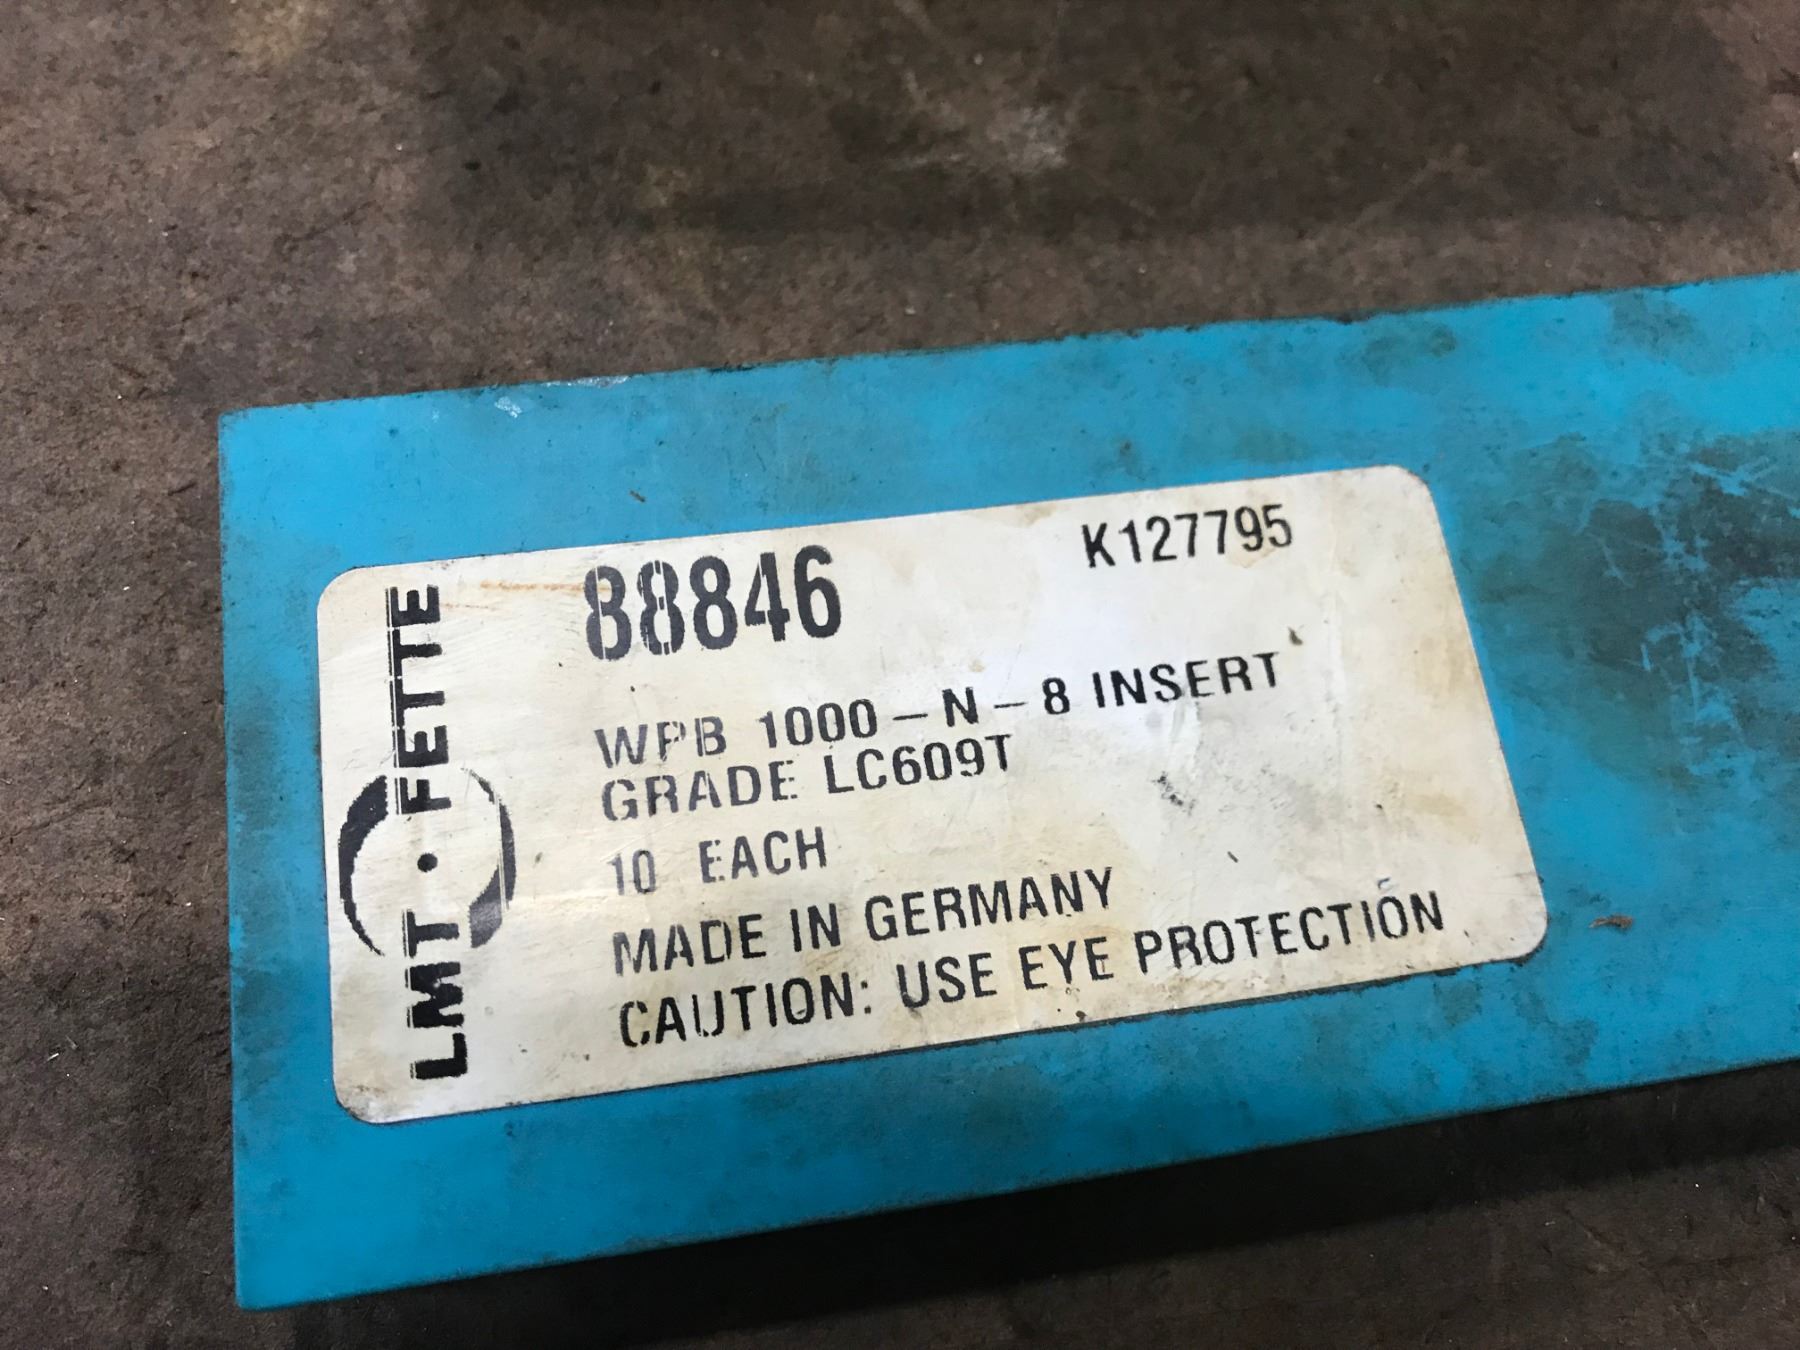 LMT · FETTE
88846
K127795
WPB 1000 – N – 8 INSERT
GRADE LC609T
10 EACH
MADE IN GERMANY
CAUTION: USE EYE PROTECTION